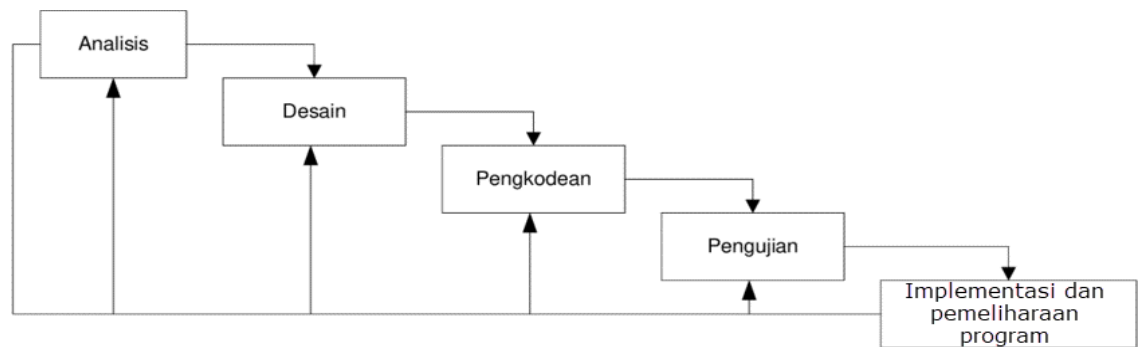 Analisis
Desain
Pengkodean
Pengujian
Implementasi dan
pemeliharaan
program